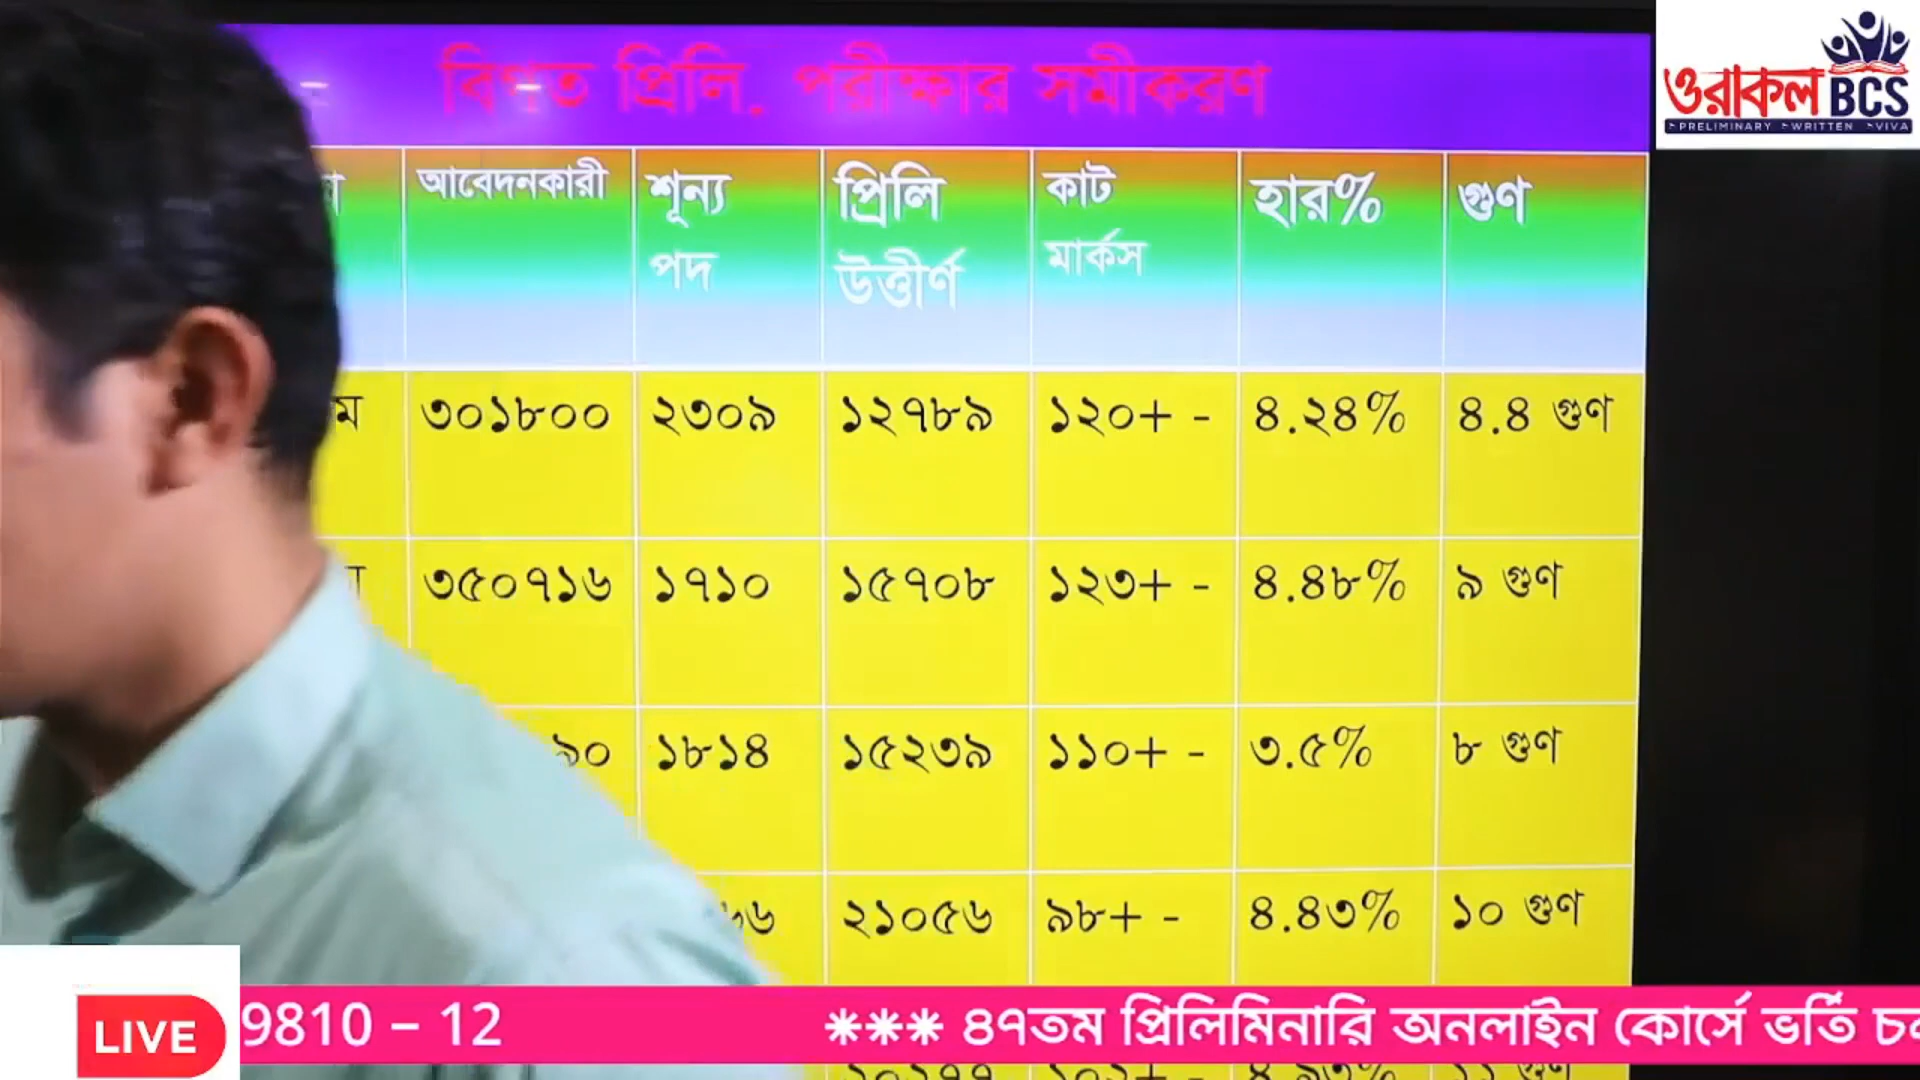 বিগত প্রিলি. পরীক্ষার সমীকরণ
ওরাকল BCS
PRELIMINARY WRITTEN VIVA
আবেদনকারী শূন্য পদ প্রিলি উত্তীর্ণ কাট মার্কস হার% গুণ
৩০১৮০০ ২৩০৯ ১২৭৮৯ ১২০+ - ৪.২৪% ৪.৪ গুণ
৩৫০৭১৬ ১৭১০ ১৫৭০৮ ১২৩+ - ৪.৪৮% ৯ গুণ
১৮১৪ ১৫২৩৯ ১১০+ - ৩.৫% ৮ গুণ
২১০৫৬ ৯৮+ - ৪.৪৩% ১০ গুণ
LIVE
9810 – 12 *** ৪৭তম প্রিলিমিনারি অনলাইন কোর্সে ভর্তি